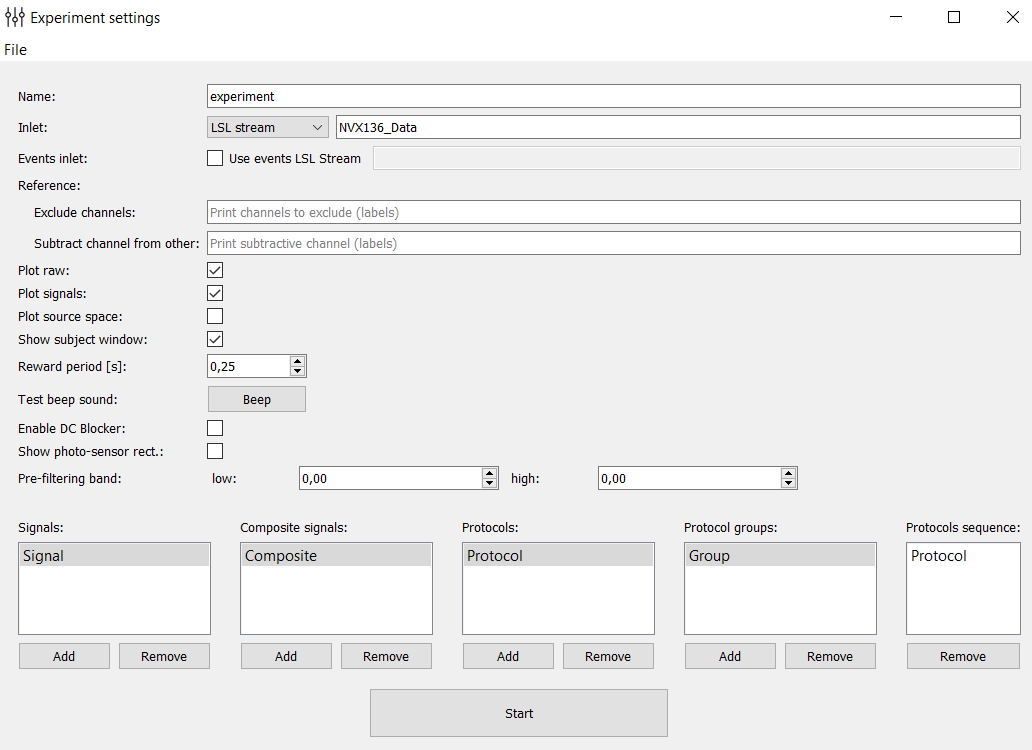 Experiment settings
File
Name: experiment
Inlet: LSL stream NVX136_Data
Events inlet: Use events LSL Stream
Reference:
Exclude channels: Print channels to exclude (labels)
Subtract channel from other: Print subtractive channel (labels)
Plot raw:
Plot signals:
Plot source space:
Show subject window:
Reward period [s]: 0,25
Test beep sound: Beep
Enable DC Blocker:
Show photo-sensor rect.:
Pre-filtering band: low: 0,00 high: 0,00
Signals: Composite signals: Protocols: Protocol groups: Protocols sequence:
Signal Composite Protocol Group Protocol
Add Remove Add Remove Add Remove Add Remove Remove
Start